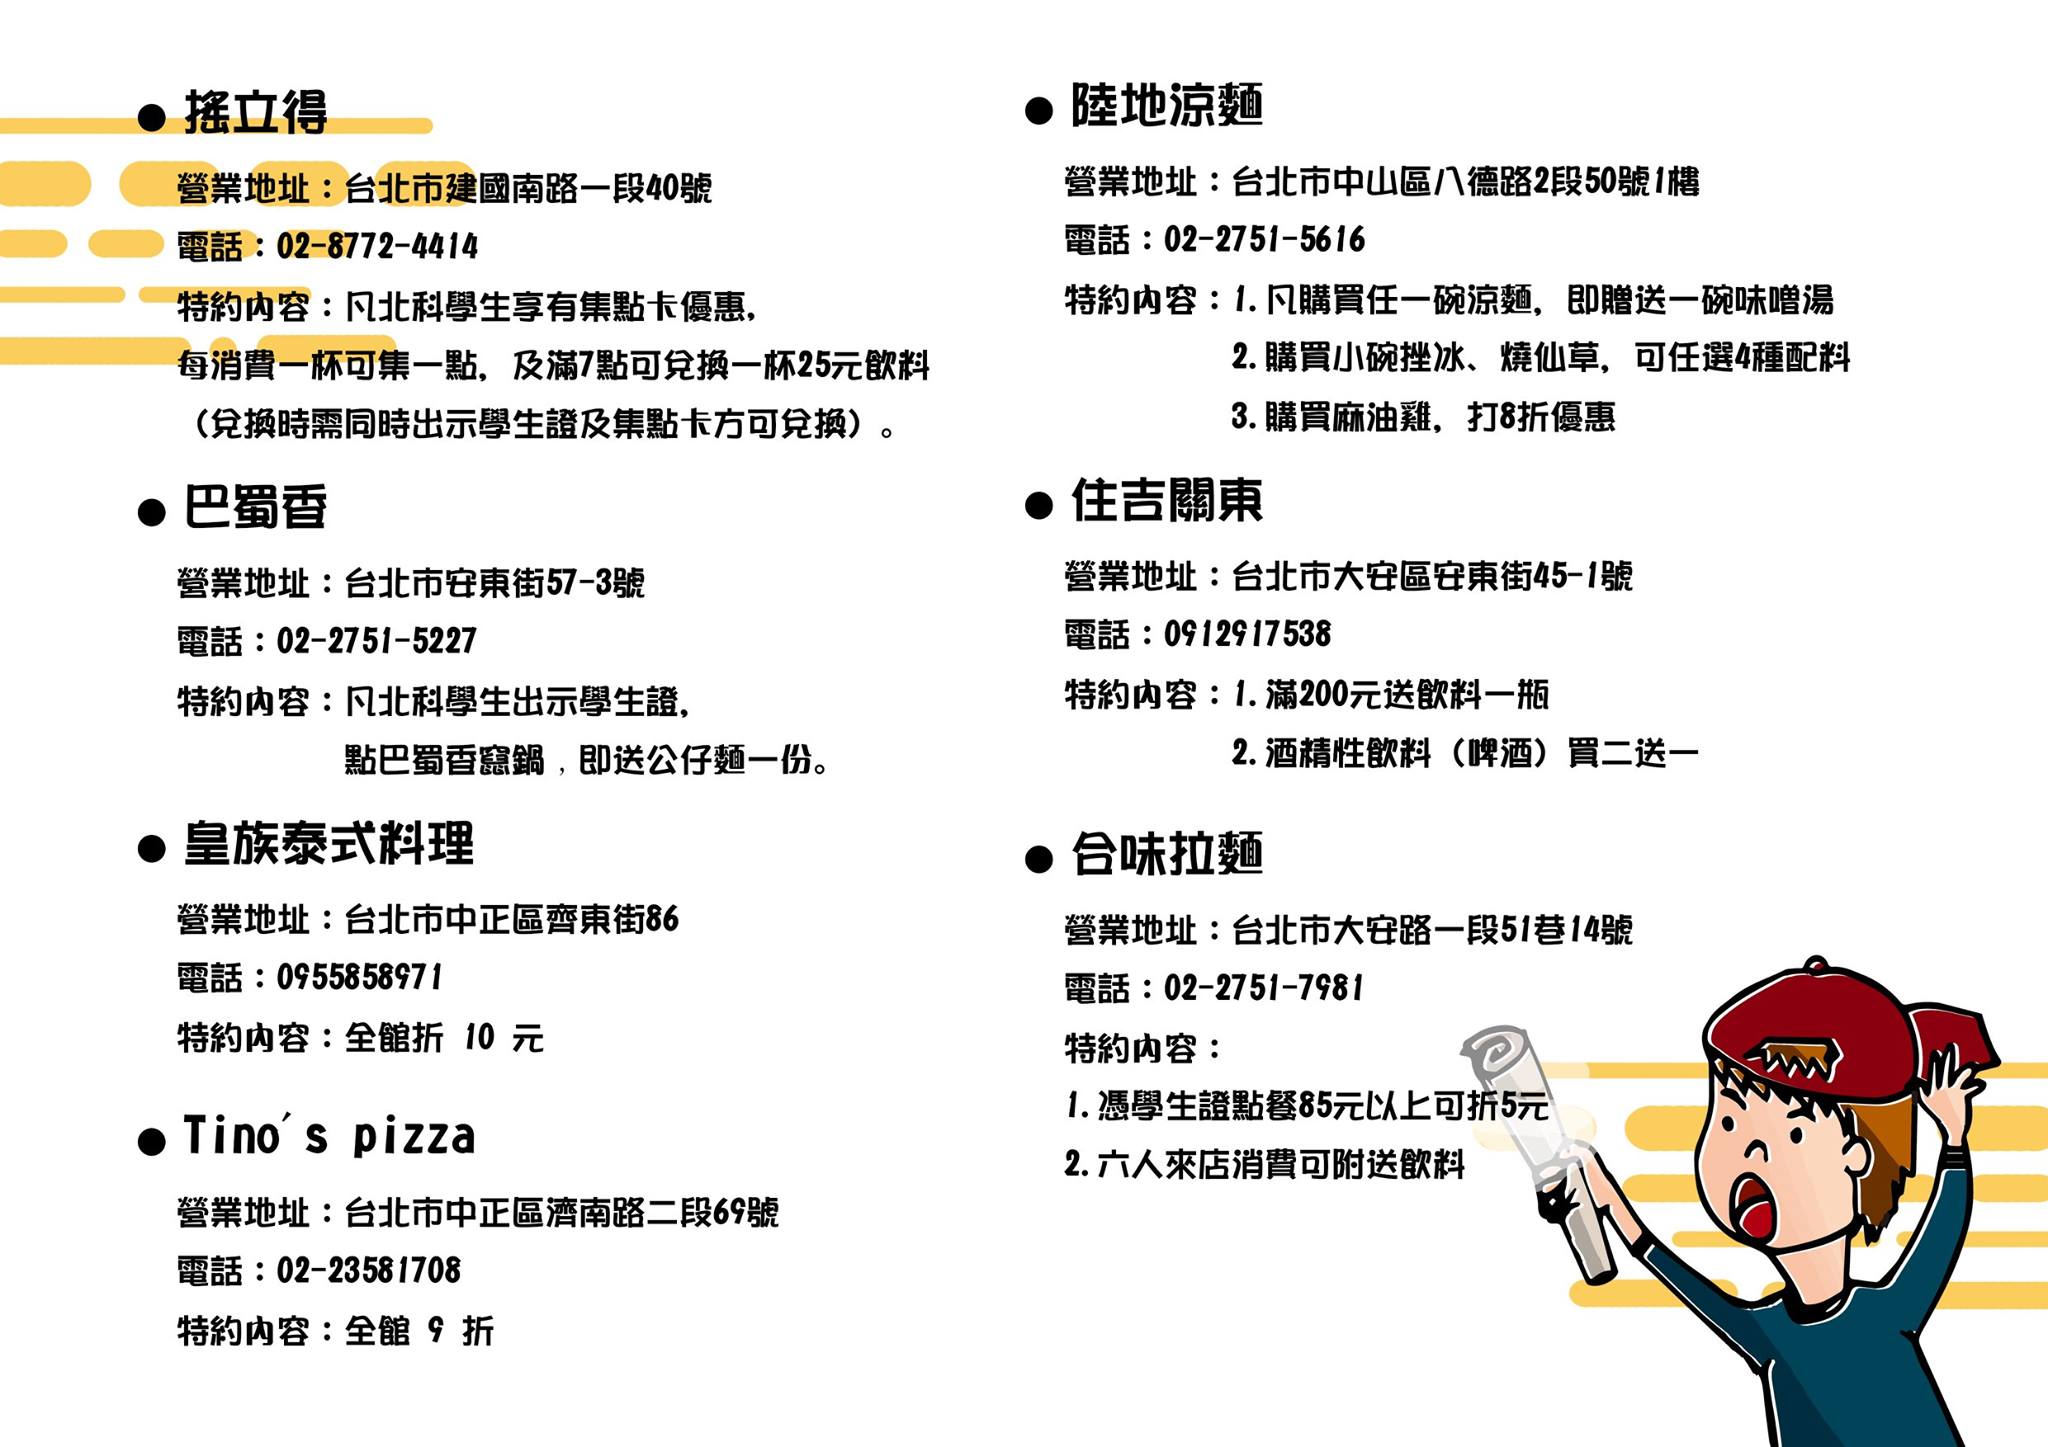 ● 搖立得
營業地址：台北市建國南路一段40號
電話：02-8772-4414
特約內容：凡北科學生享有集點卡優惠，
每消費一杯可集一點，及滿7點可兌換一杯25元飲料
（兌換時需同時出示學生證及集點卡方可兌換）。
● 巴蜀香
營業地址：台北市安東街57-3號
電話：02-2751-5227
特約內容：凡北科學生出示學生證，
點巴蜀香窯鍋，即送公仔麵一份。
● 皇族泰式料理
營業地址：台北市中正區齊東街86
電話：0955858971
特約內容：全館折 10 元
● Tino's pizza
營業地址：台北市中正區濟南路二段69號
電話：02-23581708
特約內容：全館 9 折
● 陸地涼麵
營業地址：台北市中山區八德路2段50號1樓
電話：02-2751-5616
特約內容：1.凡購買任一碗涼麵，即贈送一碗味噌湯
2.購買小碗挫冰、燒仙草，可任選4種配料
3.購買麻油雞，打8折優惠
● 住吉關東
營業地址：台北市大安區安東街45-1號
電話：0912917538
特約內容：1.滿200元送飲料一瓶
2.酒精性飲料（啤酒）買二送一
● 合味拉麵
營業地址：台北市大安路一段51巷14號
電話：02-2751-7981
特約內容：
1.憑學生證點餐85元以上可折5元
2.六人來店消費可附送飲料